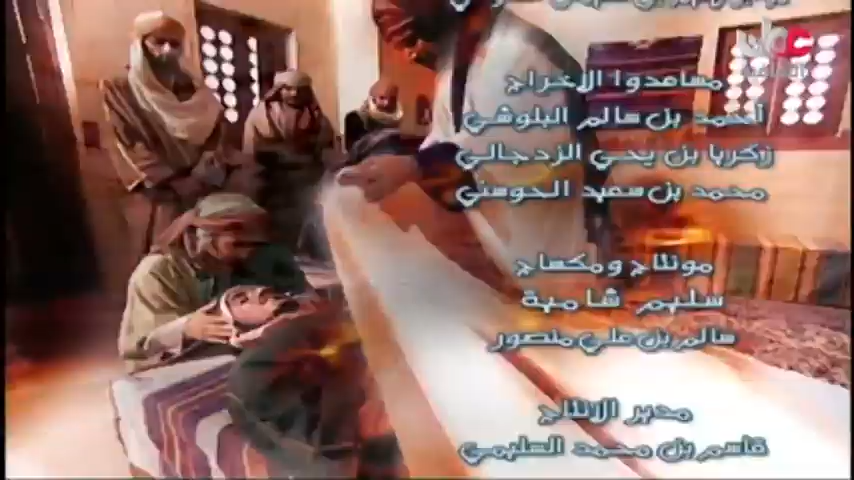 مساعدوا الإخراج
أحمد بن سالم البلوشي
زكريا بن يحي الزدجالي
محمد بن سعيد الحوسني
مونتاج ومكساج
سليم شامية
سالم بن علي منصور
مدير الانتاج
قاسم بن محمد السليمي